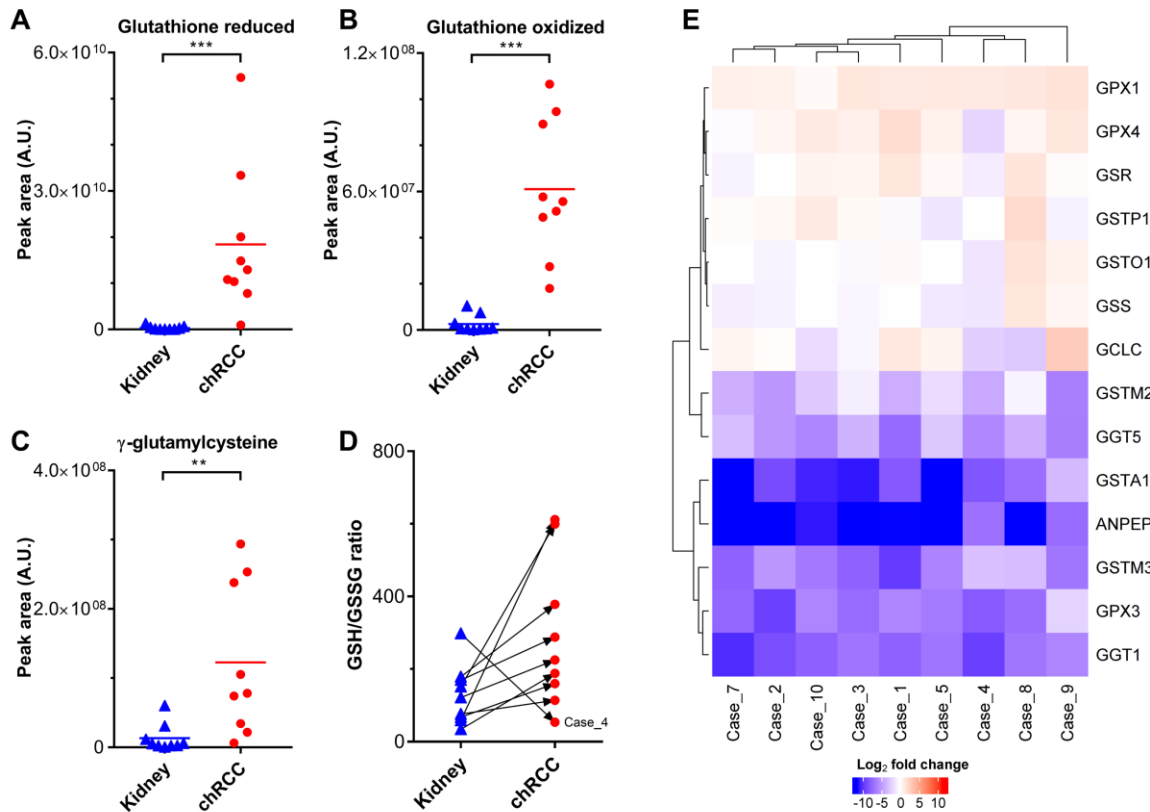 A
Glutathione reduced
***
6.0×10¹⁰
3.0×10¹⁰
0
Peak area (A.U.)
Kidney
chRCC
B
Glutathione oxidized
***
1.2×10⁰⁸
6.0×10⁰⁷
0
Peak area (A.U.)
Kidney
chRCC
C
γ-glutamylcysteine
**
4.0×10⁰⁸
2.0×10⁰⁸
0
Peak area (A.U.)
Kidney
chRCC
D
800
400
0
GSH/GSSG ratio
Case_4
Kidney
chRCC
E
GPX1
GPX4
GSR
GSTP1
GSTO1
GSS
GCLC
GSTM2
GGT5
GSTA1
ANPEP
GSTM3
GPX3
GGT1
Case_7
Case_2
Case_10
Case_3
Case_1
Case_5
Case_4
Case_8
Case_9
Log₂ fold change
-10 -5 0 5 10